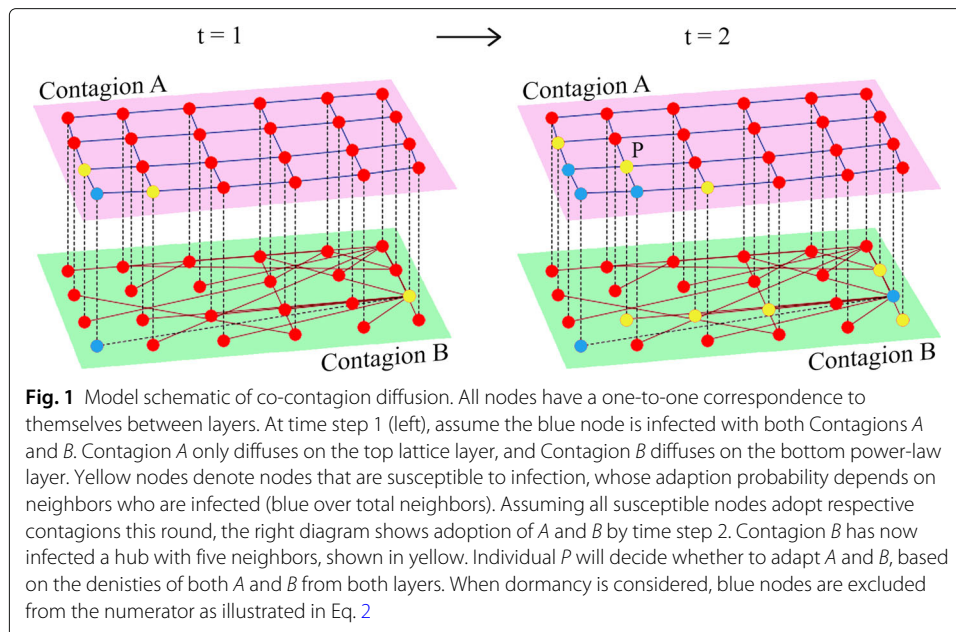 t = 1
t = 2
Contagion A
Contagion A
P
Contagion B
Contagion B
Fig. 1 Model schematic of co-contagion diffusion. All nodes have a one-to-one correspondence to
themselves between layers. At time step 1 (left), assume the blue node is infected with both Contagions A
and B. Contagion A only diffuses on the top lattice layer, and Contagion B diffuses on the bottom power-law
layer. Yellow nodes denote nodes that are susceptible to infection, whose adaption probability depends on
neighbors who are infected (blue over total neighbors). Assuming all susceptible nodes adopt respective
contagions this round, the right diagram shows adoption of A and B by time step 2. Contagion B has now
infected a hub with five neighbors, shown in yellow. Individual P will decide whether to adapt A and B, based
on the denisties of both A and B from both layers. When dormancy is considered, blue nodes are excluded
from the numerator as illustrated in Eq. 2